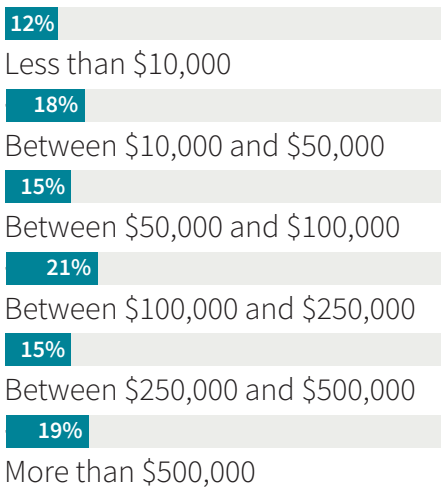 12%
Less than $10,000
18%
Between $10,000 and $50,000
15%
Between $50,000 and $100,000
21%
Between $100,000 and $250,000
15%
Between $250,000 and $500,000
19%
More than $500,000